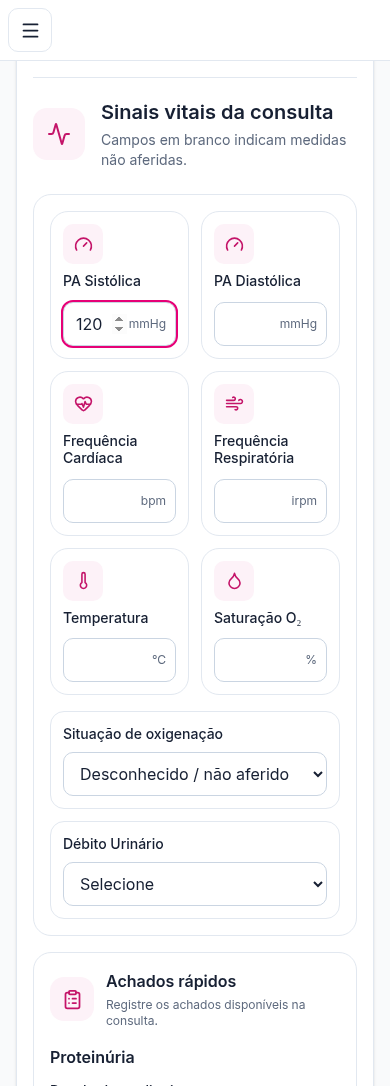 Sinais vitais da consulta
Campos em branco indicam medidas
não aferidas.
PA Sistólica
120 mmHg
PA Diastólica
mmHg
Frequência
Cardíaca
bpm
Frequência
Respiratória
irpm
Temperatura
°C
Saturação O₂
%
Situação de oxigenação
Desconhecido / não aferido
Débito Urinário
Selecione
Achados rápidos
Registre os achados disponíveis na
consulta.
Proteinúria